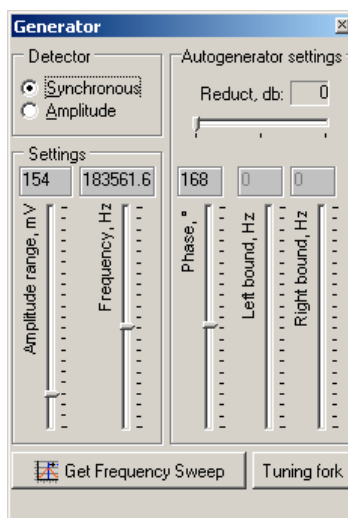 Generator
Detector
Synchronous
Amplitude
Autogenerator settings
Reduct, db: 0
Settings
154 183561.6 168 0 0
Amplitude range, mV
Frequency, Hz
Phase, °
Left bound, Hz
Right bound, Hz
Get Frequency Sweep
Tuning fork